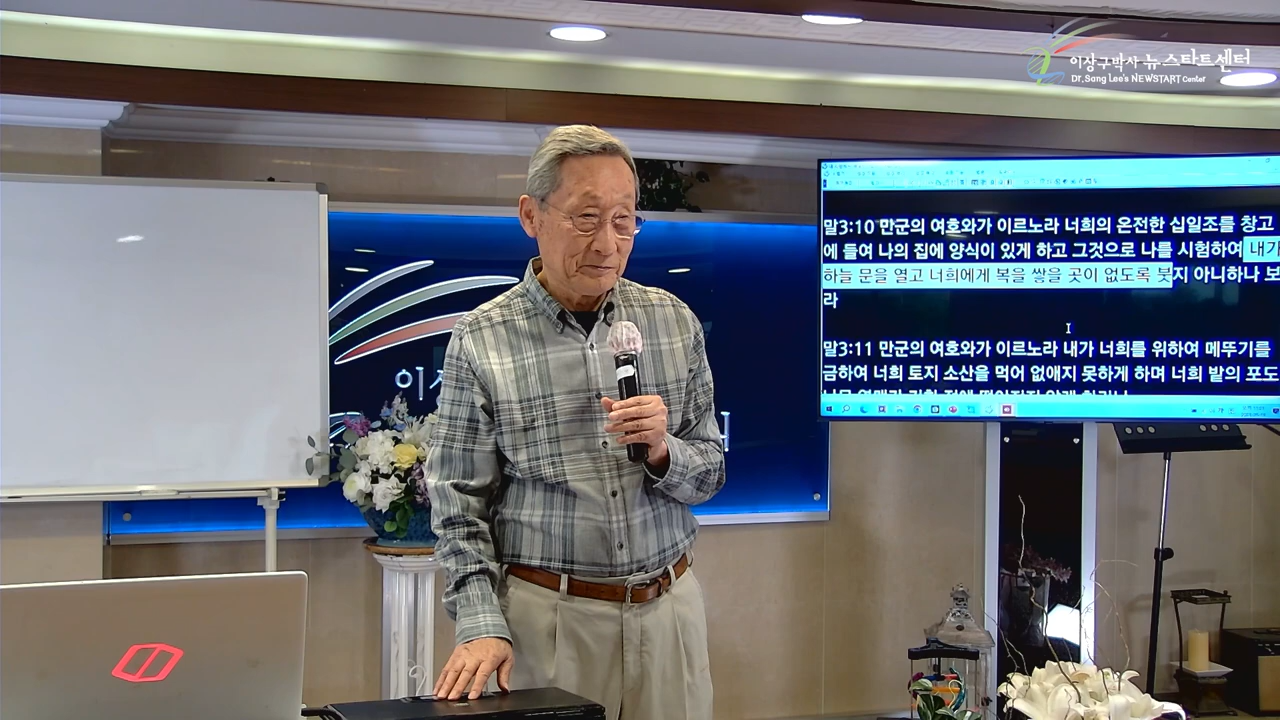 이상구박사 뉴스타트센터
Dr. Sang Lee's NEWSTART Center
말3:10 만군의 여호와가 이르노라 너희의 온전한 십일조를 창고
에 들여 나의 집에 양식이 있게 하고 그것으로 나를 시험하여 내가
하늘 문을 열고 너희에게 복을 쌓을 곳이 없도록 붓지 아니하나 보
라
말3:11 만군의 여호와가 이르노라 내가 너희를 위하여 메뚜기를
금하여 너희 토지 소산을 먹어 없애지 못하게 하며 너희 밭의 포도
이상